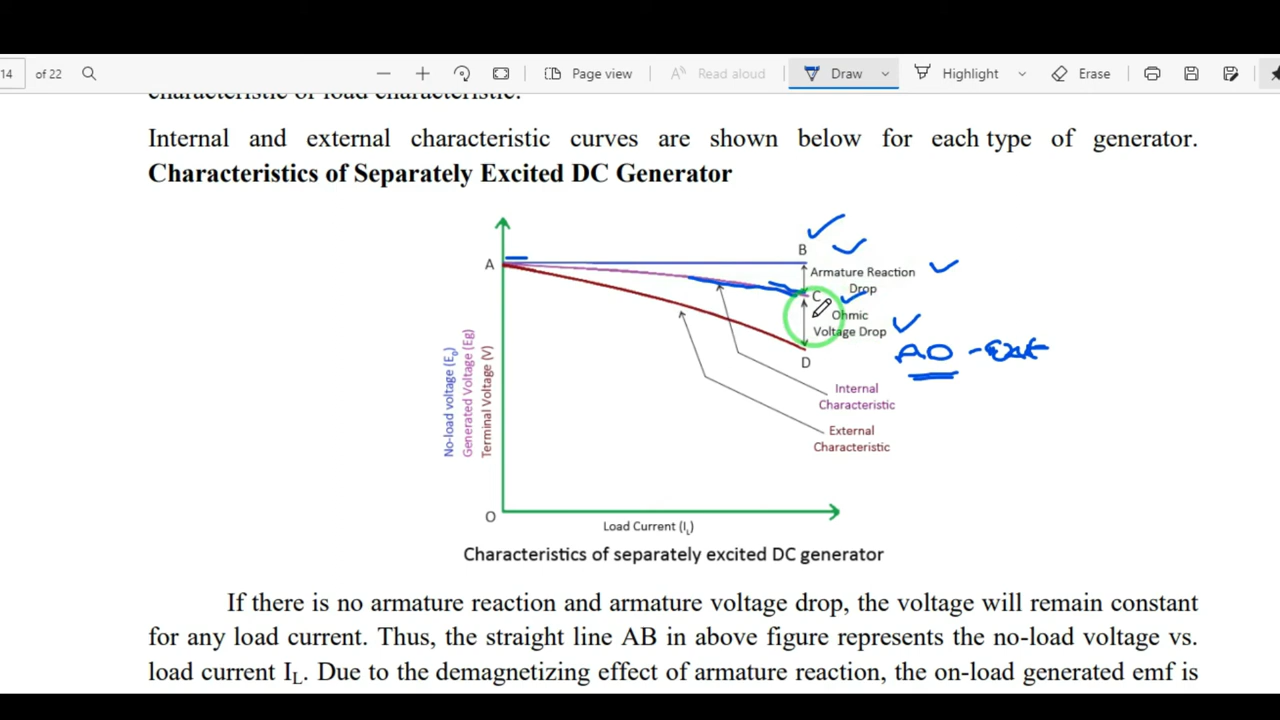 14 of 22 Page view Read aloud Draw Highlight Erase
characteristic or load characteristic.
Internal and external characteristic curves are shown below for each type of generator.
Characteristics of Separately Excited DC Generator
B
A
Armature Reaction
Drop
C
Ohmic
Voltage Drop
AD - Ext
D
No-load voltage (E0)
Generated Voltage (Eg)
Terminal Voltage (V)
Internal
Characteristic
External
Characteristic
O
Load Current (IL)
Characteristics of separately excited DC generator
If there is no armature reaction and armature voltage drop, the voltage will remain constant
for any load current. Thus, the straight line AB in above figure represents the no-load voltage vs.
load current IL. Due to the demagnetizing effect of armature reaction, the on-load generated emf is